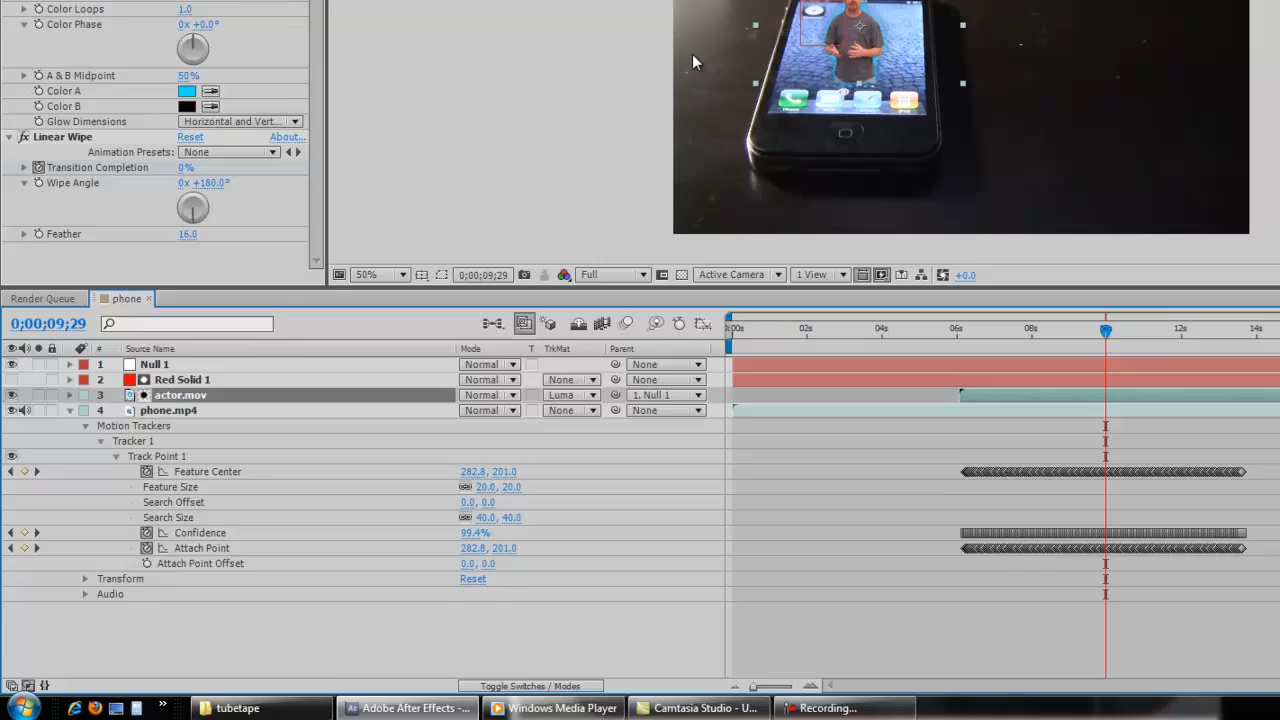 Color Loops 1.0
Color Phase 0x +0.0°
A & B Midpoint 50%
Color A
Color B
Glow Dimensions Horizontal and Vert...
fx Linear Wipe Reset About...
Animation Presets: None
Transition Completion 0%
Wipe Angle 0x +180.0°
Feather 16.0
50% 0;00;09;29 Full Active Camera 1 View +0.0
Render Queue phone
0;00;09;29
:00s 02s 04s 06s 08s 12s 14s
# Source Name Mode T TrkMat Parent
1 Null 1 Normal None
2 Red Solid 1 Normal None None
3 actor.mov Normal Luma 1. Null 1
4 phone.mp4 Normal None None
Motion Trackers
Tracker 1
Track Point 1
Feature Center 282.8, 201.0
Feature Size 20.0, 20.0
Search Offset 0.0, 0.0
Search Size 40.0, 40.0
Confidence 99.4%
Attach Point 282.8, 201.0
Attach Point Offset 0.0, 0.0
Transform Reset
Audio
Toggle Switches / Modes
tubetape Adobe After Effects -... Windows Media Player Camtasia Studio - U... Recording...